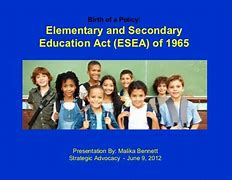 Birth of a Policy:
Elementary and Secondary
Education Act (ESEA) of 1965
Presentation By: Malika Bennett
Strategic Advocacy - June 9, 2012